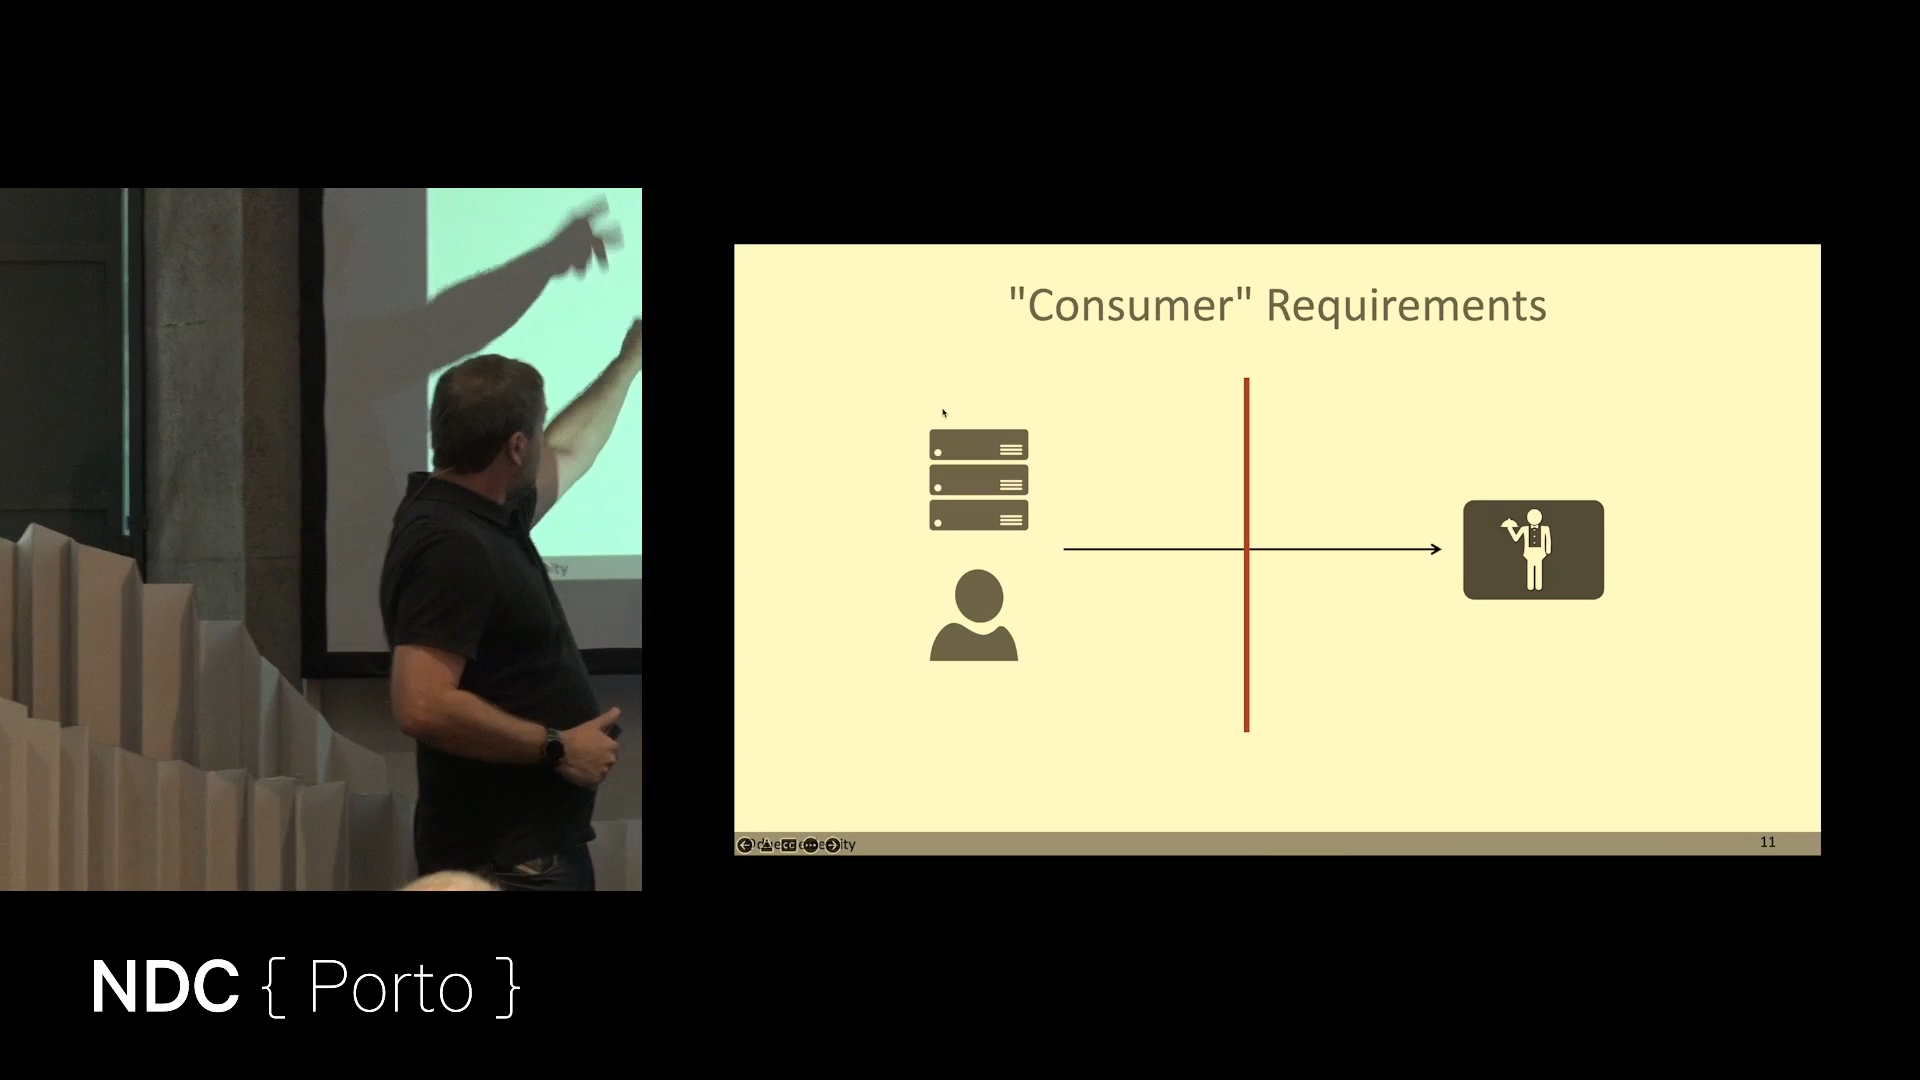 "Consumer" Requirements
11
NDC { Porto }